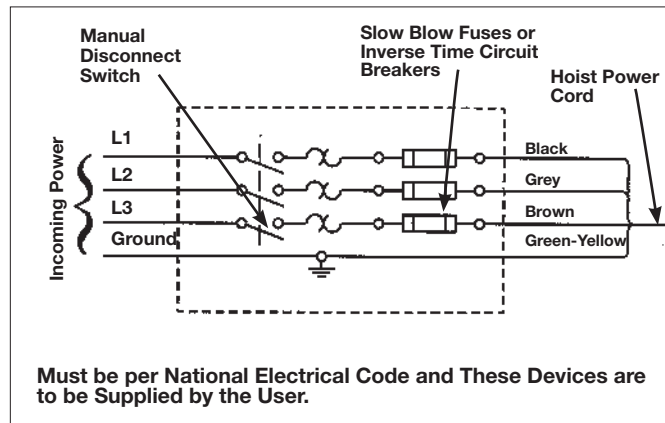 Manual
Disconnect
Switch
Slow Blow Fuses or
Inverse Time Circuit
Breakers
Hoist Power
Cord
Incoming Power
L1
L2
L3
Ground
Black
Grey
Brown
Green-Yellow
Must be per National Electrical Code and These Devices are
to be Supplied by the User.